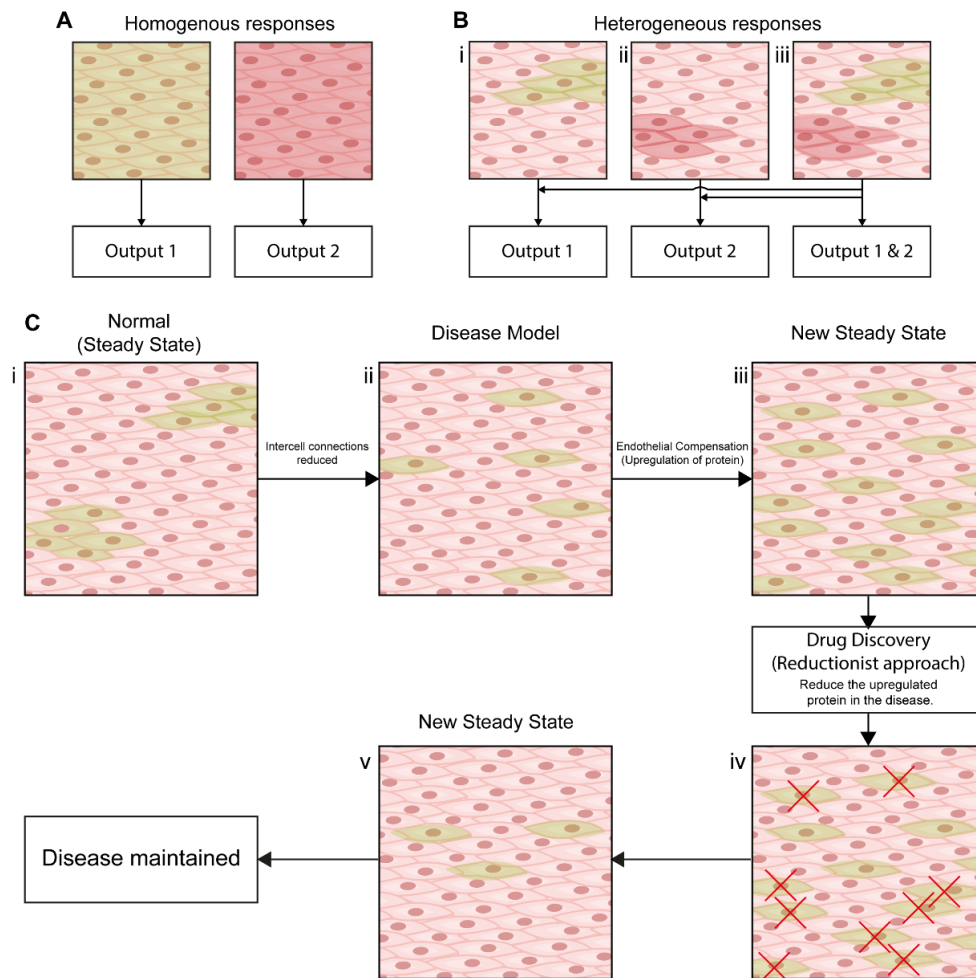 A
Homogenous responses
Output 1
Output 2
B
Heterogeneous responses
i
ii
iii
Output 1
Output 2
Output 1 & 2
C
Normal
(Steady State)
Disease Model
New Steady State
i
ii
iii
Intercell connections
reduced
Endothelial Compensation
(Upregulation of protein)
Drug Discovery
(Reductionist approach)
Reduce the upregulated
protein in the disease.
New Steady State
v
iv
Disease maintained